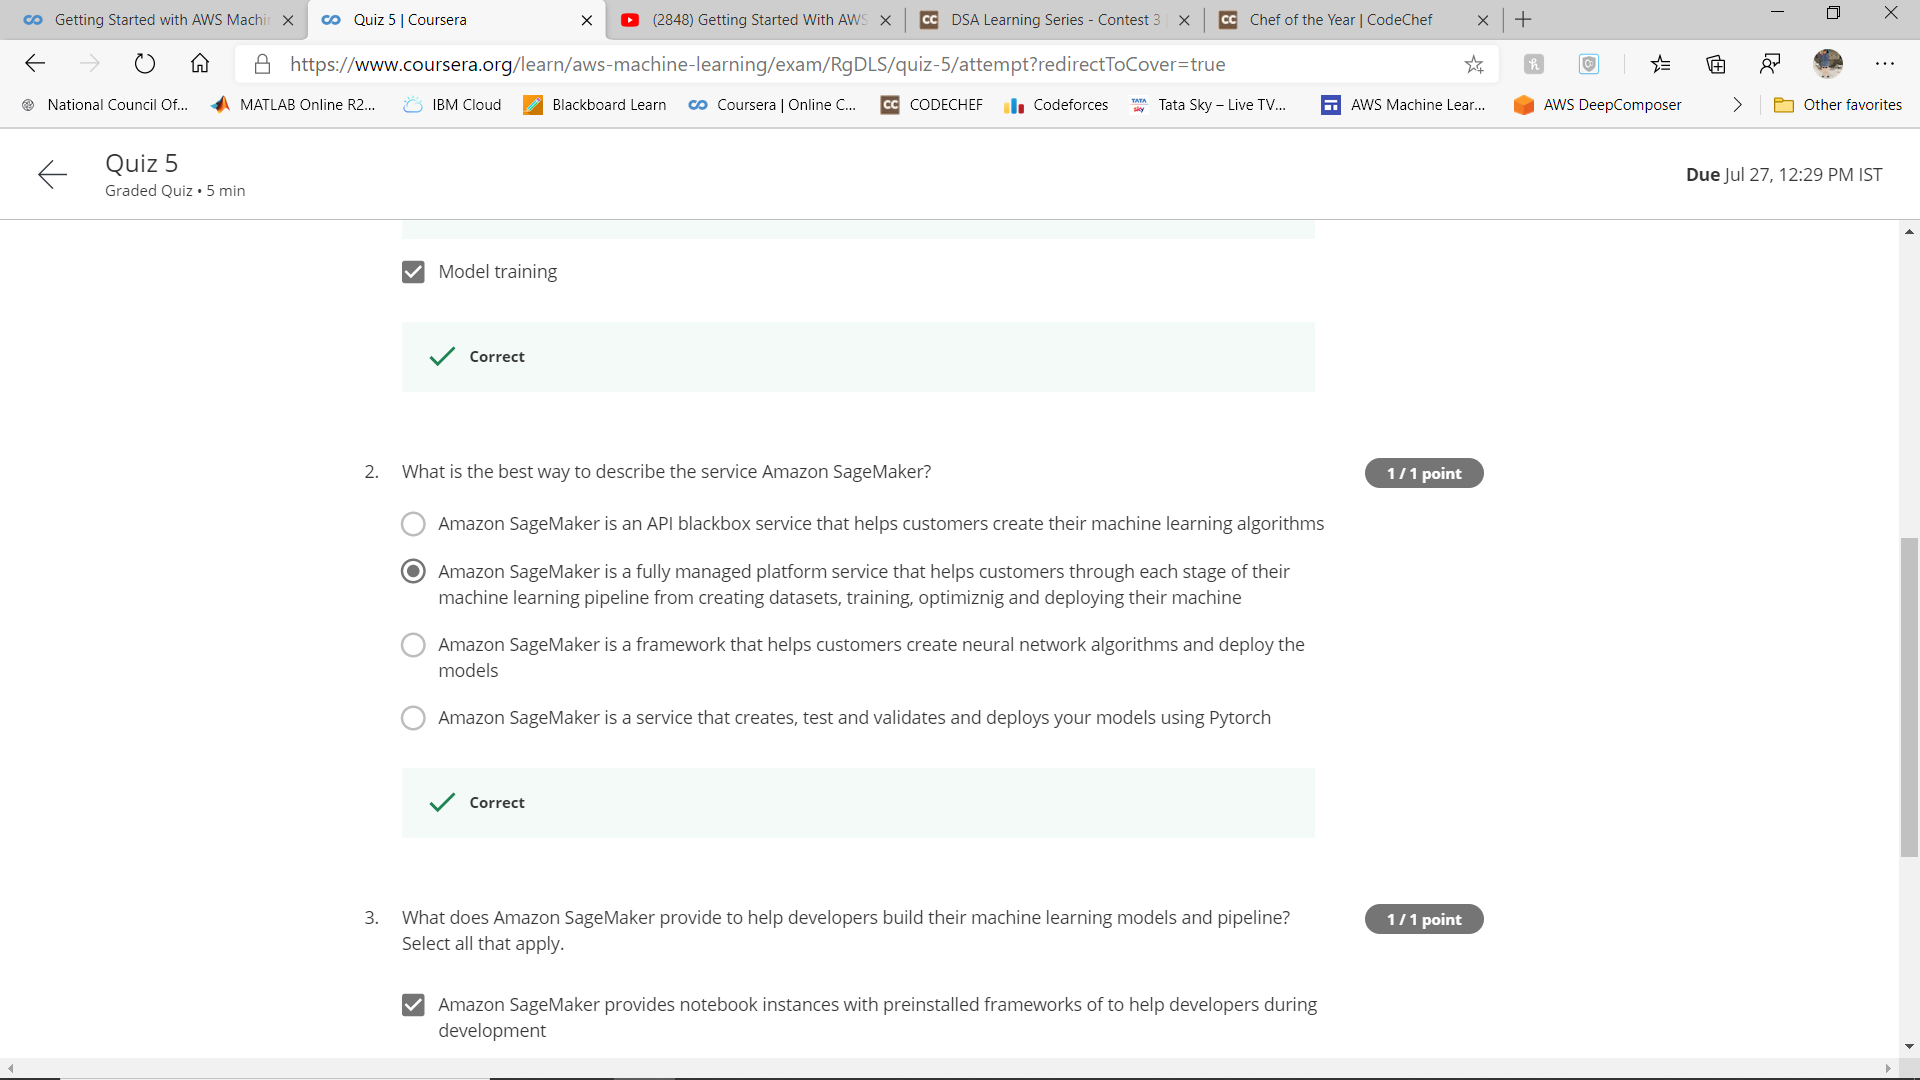 Getting Started with AWS Machi
Quiz 5 | Coursera
(2848) Getting Started With AWS
CC DSA Learning Series - Contest 3
CC Chef of the Year | CodeChef
https://www.coursera.org/learn/aws-machine-learning/exam/RgDLS/quiz-5/attempt?redirectToCover=true
National Council Of...
MATLAB Online R2...
IBM Cloud
Blackboard Learn
Coursera | Online C...
CC CODECHEF
Codeforces
TATA sky Tata Sky – Live TV...
AWS Machine Lear...
AWS DeepComposer
Other favorites
Quiz 5
Graded Quiz • 5 min
Due Jul 27, 12:29 PM IST
Model training
Correct
2. What is the best way to describe the service Amazon SageMaker?
1 / 1 point
Amazon SageMaker is an API blackbox service that helps customers create their machine learning algorithms
Amazon SageMaker is a fully managed platform service that helps customers through each stage of their
machine learning pipeline from creating datasets, training, optimiznig and deploying their machine
Amazon SageMaker is a framework that helps customers create neural network algorithms and deploy the
models
Amazon SageMaker is a service that creates, test and validates and deploys your models using Pytorch
Correct
3. What does Amazon SageMaker provide to help developers build their machine learning models and pipeline?
Select all that apply.
1 / 1 point
Amazon SageMaker provides notebook instances with preinstalled frameworks of to help developers during
development